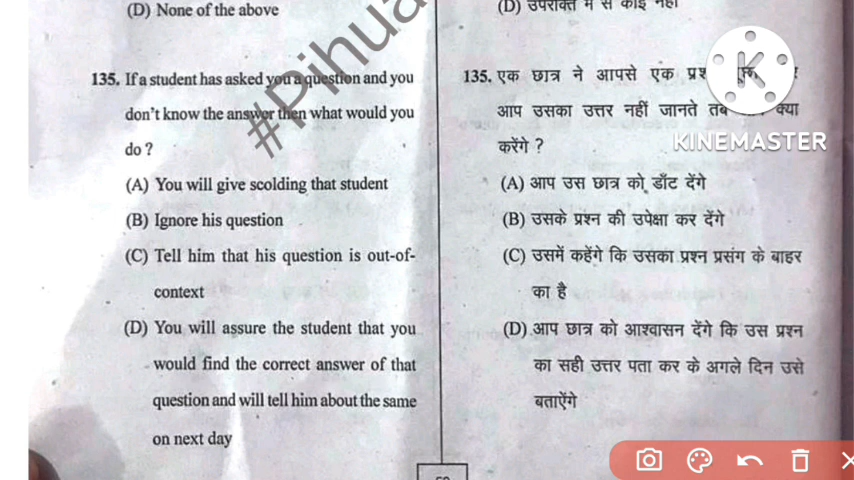 (D) None of the above
135. If a student has asked you a question and you
don't know the answer then what would you
do ?
(A) You will give scolding that student
(B) Ignore his question
(C) Tell him that his question is out-of-
context
(D) You will assure the student that you
would find the correct answer of that
question and will tell him about the same
on next day
(D) उपरोक्त में से कोई नहीं
135. एक छात्र ने आपसे एक
आप उसका उत्तर नहीं जानते तब क्या
करेंगे ?
(A) आप उस छात्र को डाँट देंगे
(B) उसके प्रश्न की उपेक्षा कर देंगे
(C) उसमें कहेंगे कि उसका प्रश्न प्रसंग के बाहर
का है
(D) आप छात्र को आश्वासन देंगे कि उस प्रश्न
का सही उत्तर पता कर के अगले दिन उसे
बताऐंगे
#Pihua
K
KINEMASTER